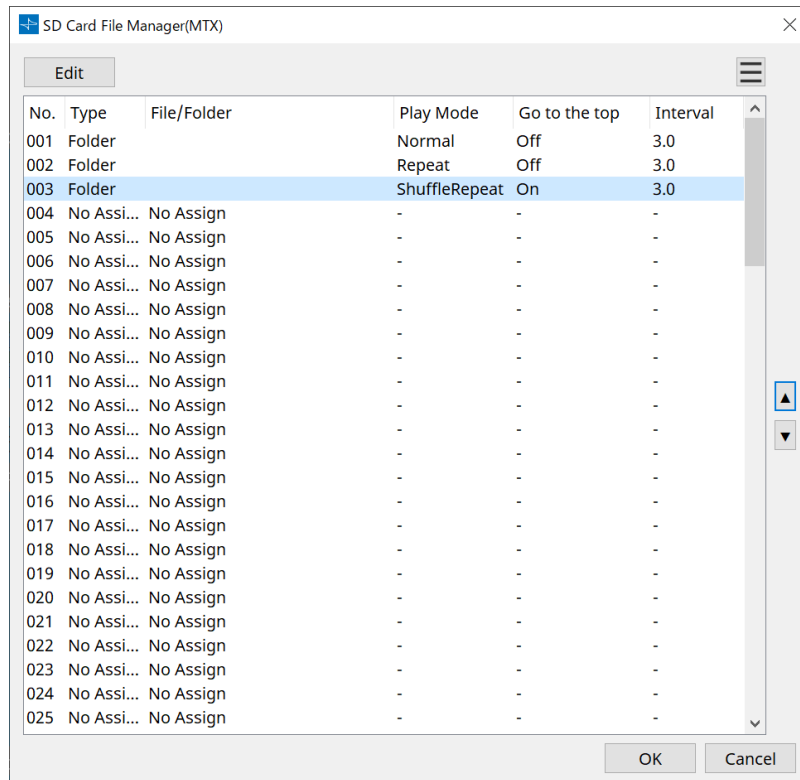 SD Card File Manager(MTX)
Edit
No. Type File/Folder Play Mode Go to the top Interval
001 Folder Normal Off 3.0
002 Folder Repeat Off 3.0
003 Folder ShuffleRepeat On 3.0
004 No Assi... No Assign - - -
005 No Assi... No Assign - - -
006 No Assi... No Assign - - -
007 No Assi... No Assign - - -
008 No Assi... No Assign - - -
009 No Assi... No Assign - - -
010 No Assi... No Assign - - -
011 No Assi... No Assign - - -
012 No Assi... No Assign - - -
013 No Assi... No Assign - - -
014 No Assi... No Assign - - -
015 No Assi... No Assign - - -
016 No Assi... No Assign - - -
017 No Assi... No Assign - - -
018 No Assi... No Assign - - -
019 No Assi... No Assign - - -
020 No Assi... No Assign - - -
021 No Assi... No Assign - - -
022 No Assi... No Assign - - -
023 No Assi... No Assign - - -
024 No Assi... No Assign - - -
025 No Assi... No Assign - - -
OK Cancel